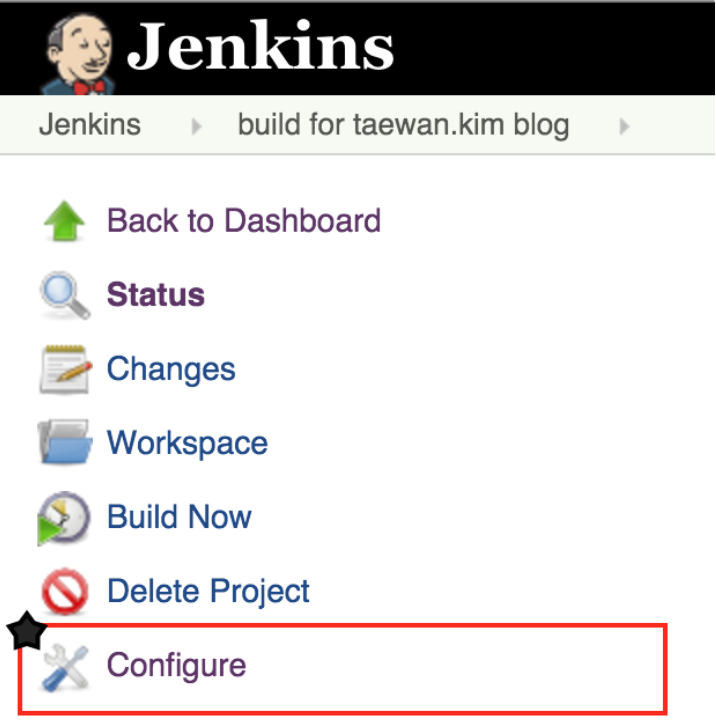 Jenkins
Jenkins build for taewan.kim blog
Back to Dashboard
Status
Changes
Workspace
Build Now
Delete Project
Configure